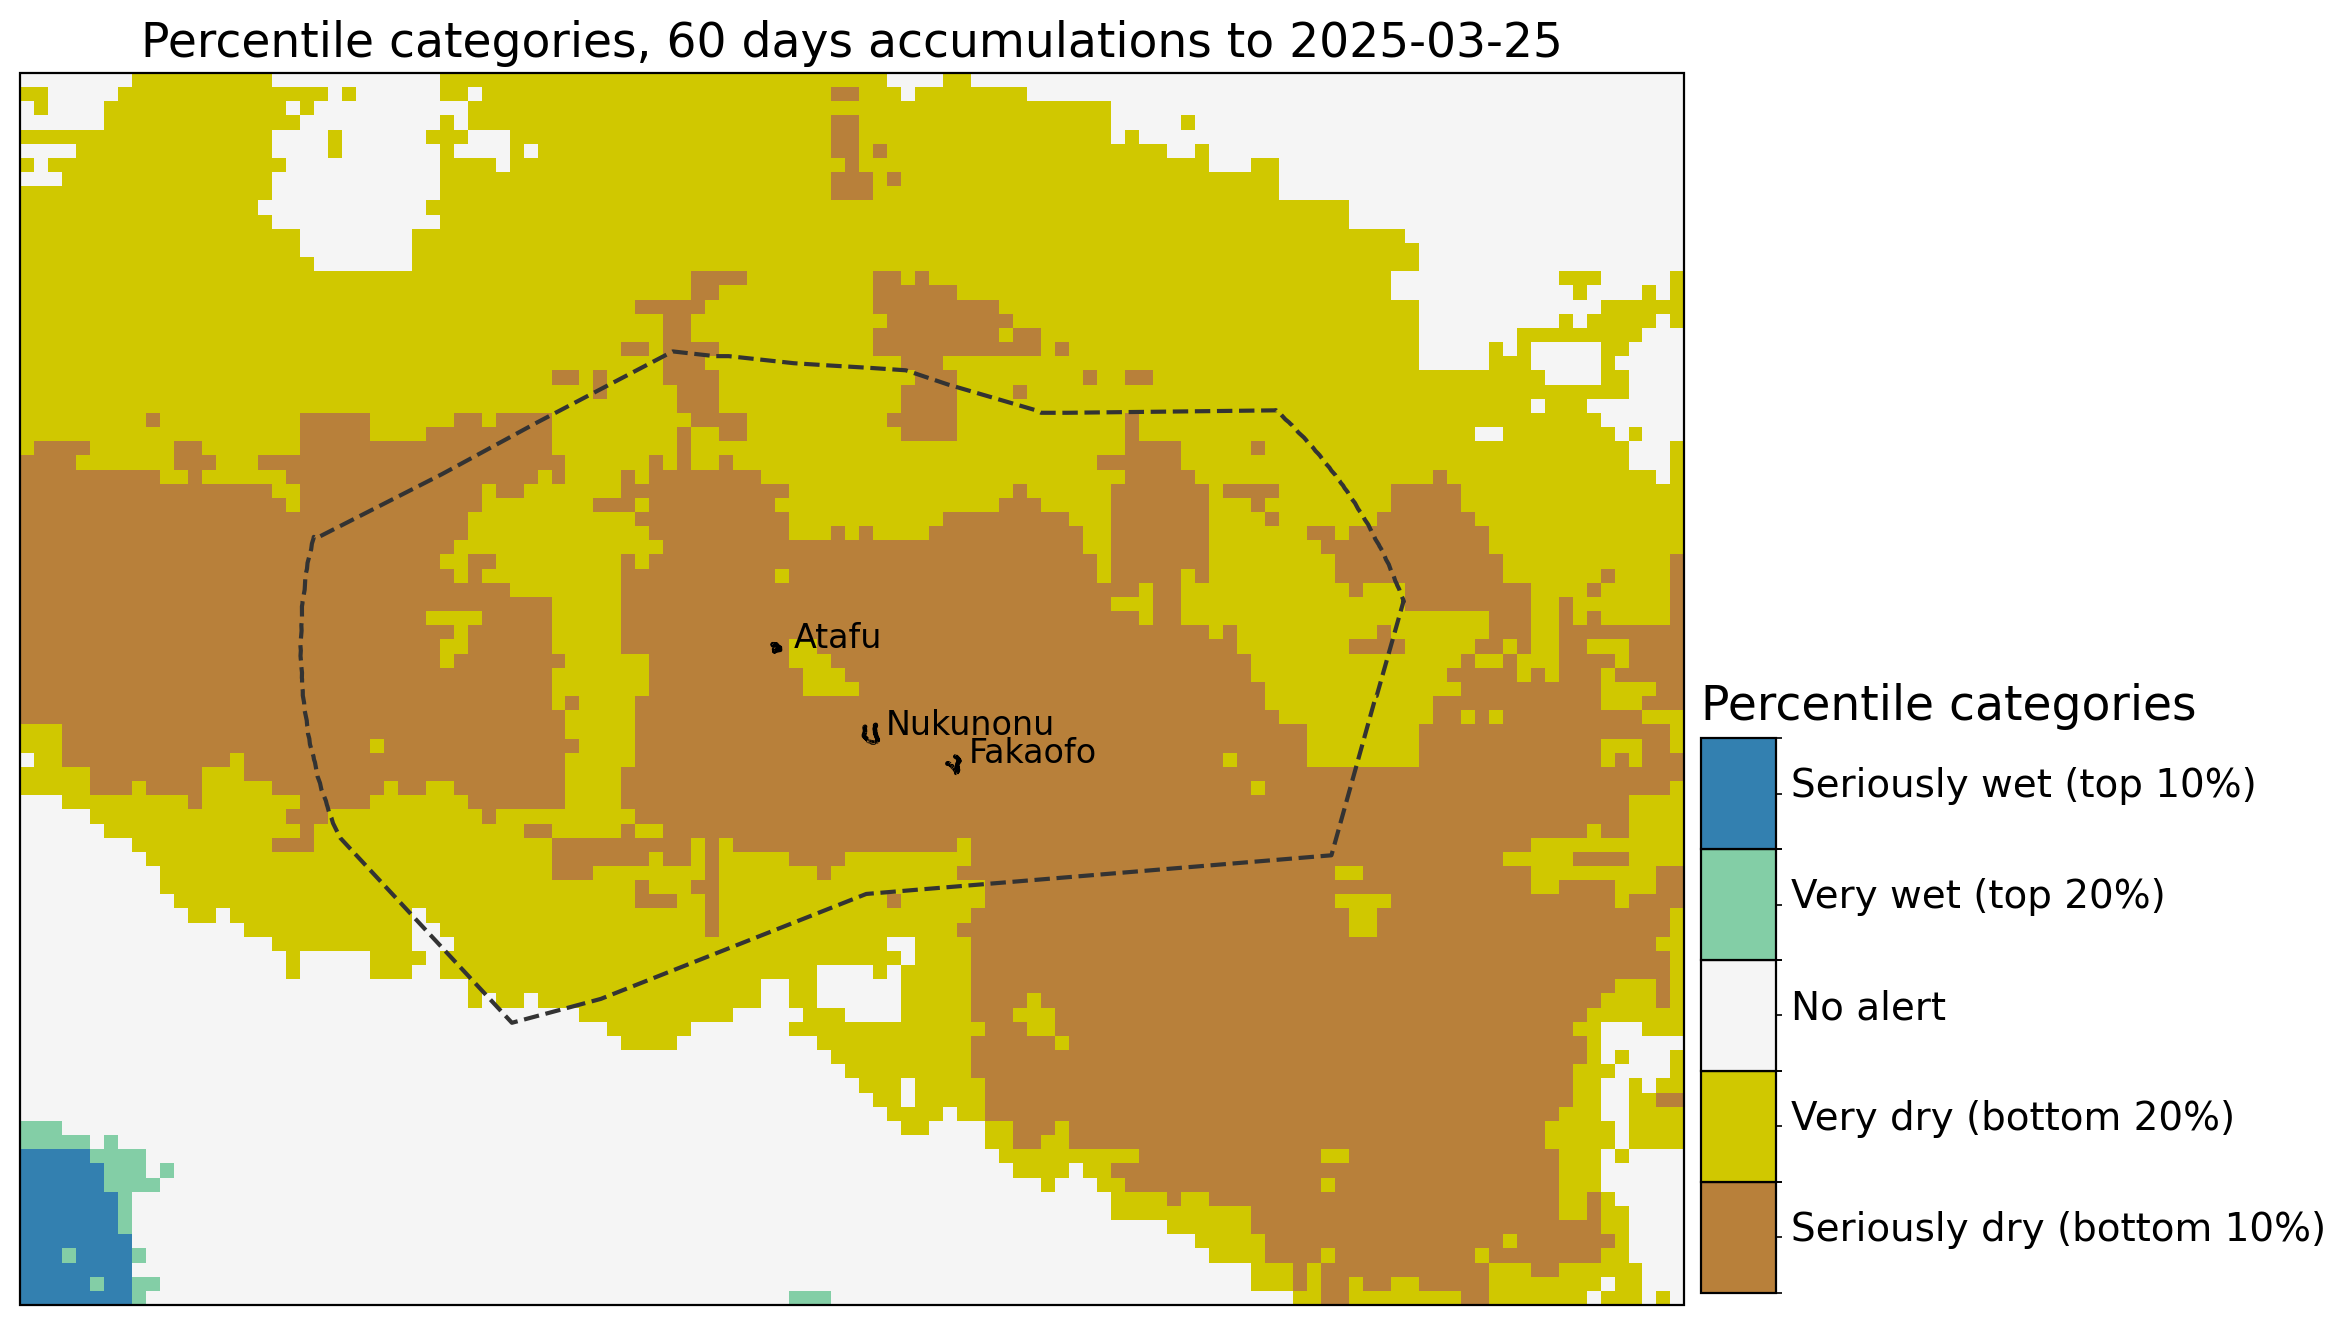 Percentile categories, 60 days accumulations to 2025-03-25
Atafu
Nukunonu
Fakaofo
Percentile categories
Seriously wet (top 10%)
Very wet (top 20%)
No alert
Very dry (bottom 20%)
Seriously dry (bottom 10%)